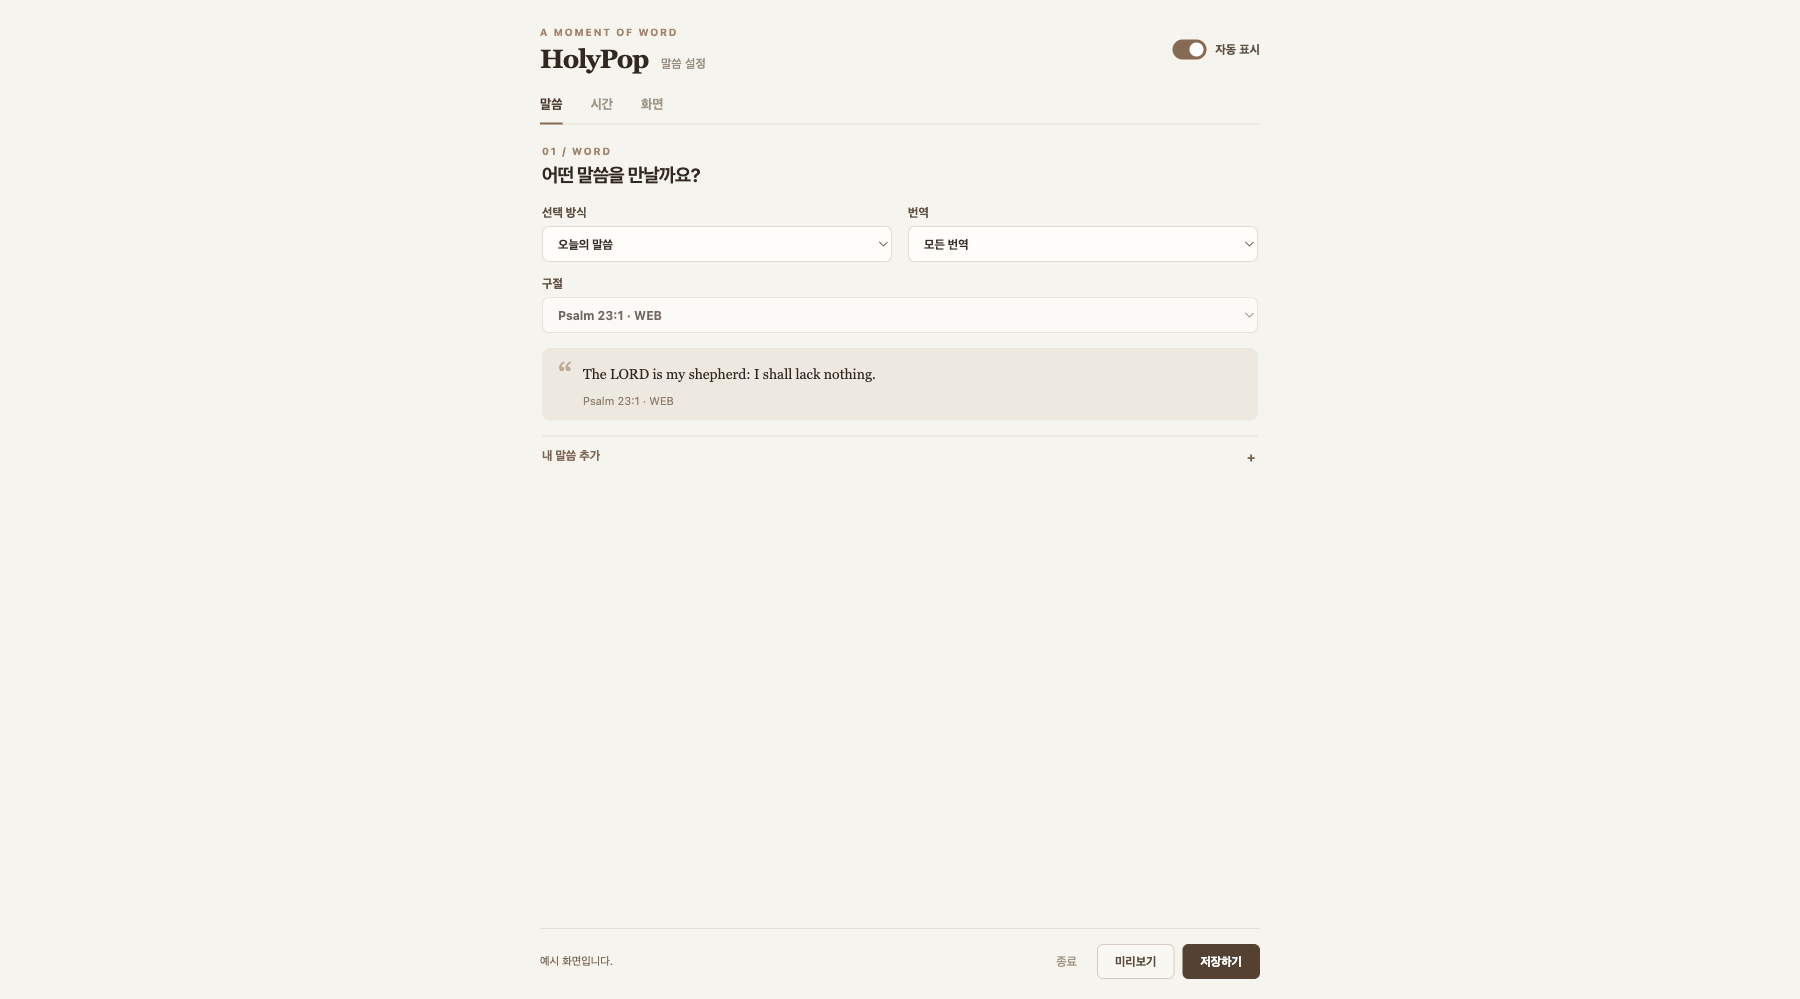 A MOMENT OF WORD
HolyPop 말씀 설정
자동 표시
말씀 시간 화면
01 / WORD
어떤 말씀을 만날까요?
선택 방식 번역
오늘의 말씀 모든 번역
구절
Psalm 23:1 · WEB
“ The LORD is my shepherd: I shall lack nothing.
Psalm 23:1 · WEB
내 말씀 추가 +
예시 화면입니다. 종료 미리보기 저장하기